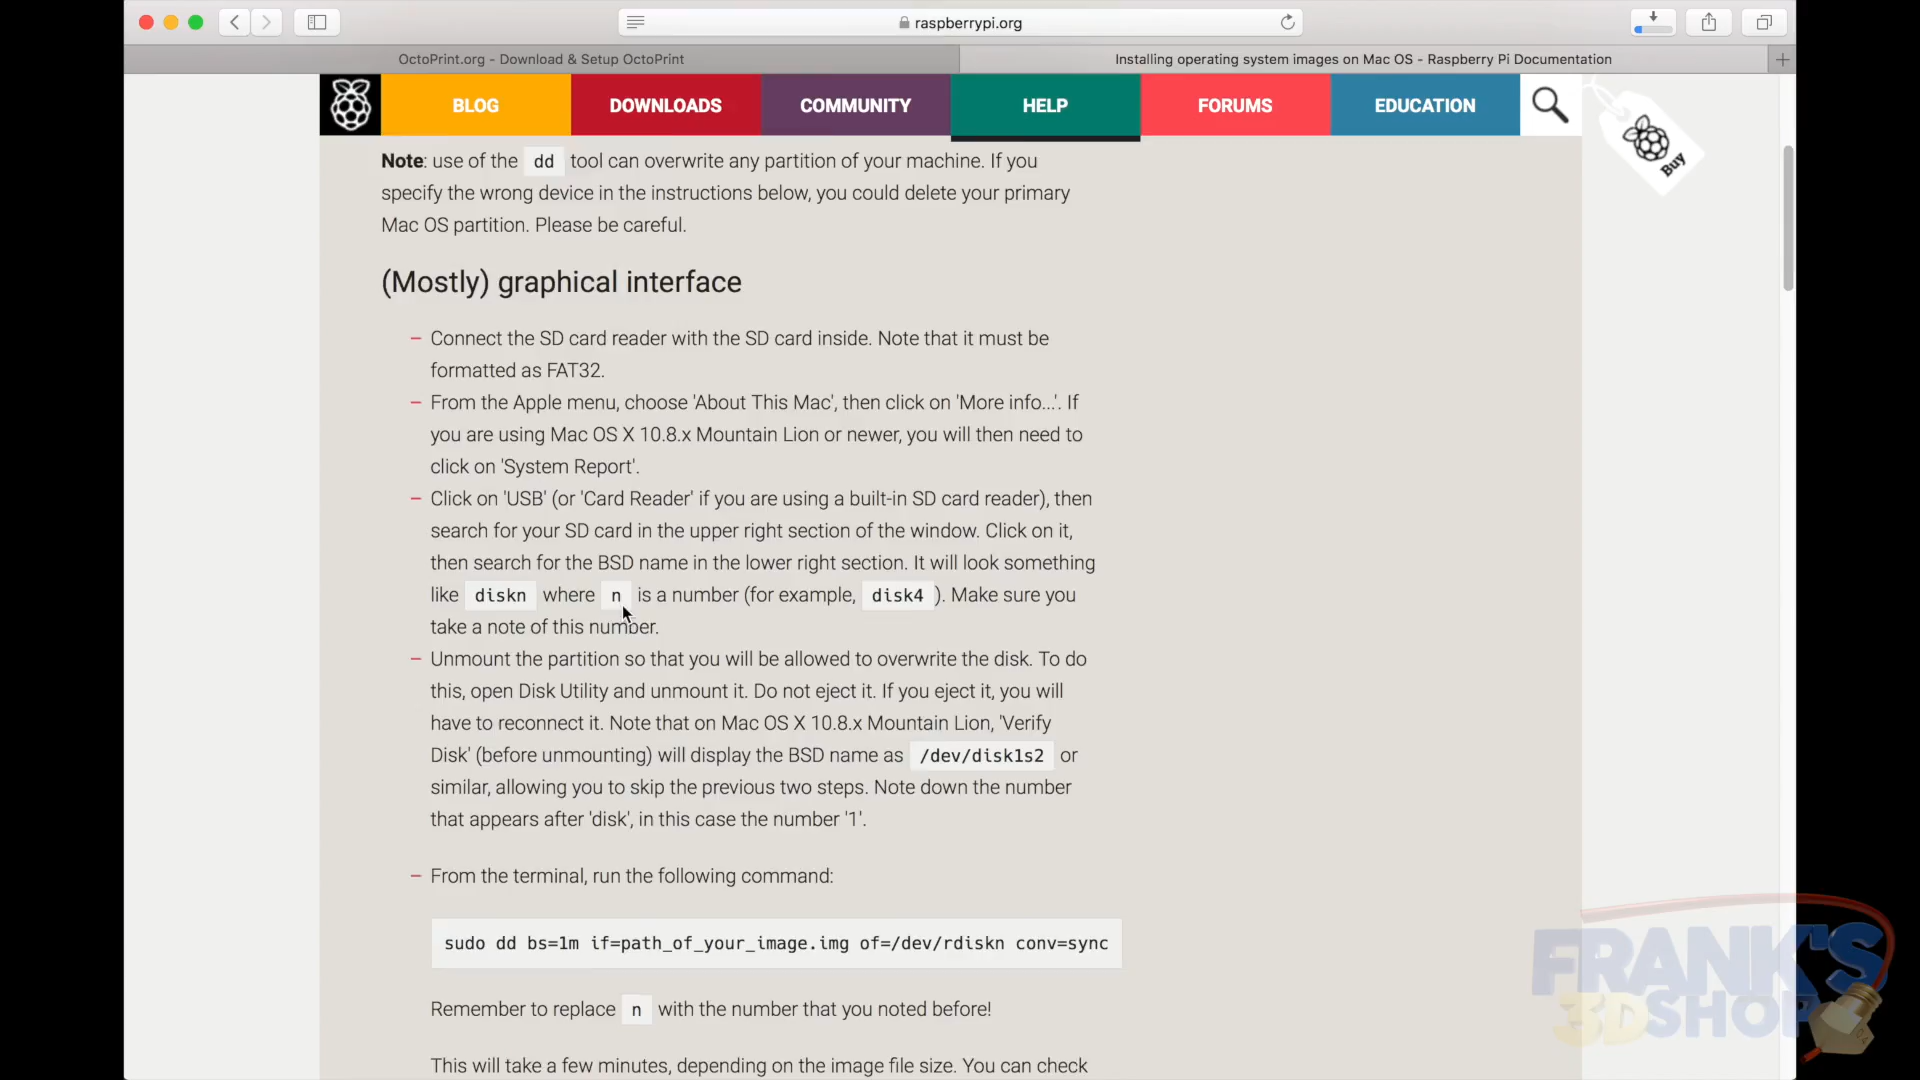 raspberrypi.org
OctoPrint.org - Download & Setup OctoPrint
Installing operating system images on Mac OS - Raspberry Pi Documentation
BLOG
DOWNLOADS
COMMUNITY
HELP
FORUMS
EDUCATION
Buy
Note: use of the dd tool can overwrite any partition of your machine. If you
specify the wrong device in the instructions below, you could delete your primary
Mac OS partition. Please be careful.
(Mostly) graphical interface
– Connect the SD card reader with the SD card inside. Note that it must be
formatted as FAT32.
– From the Apple menu, choose 'About This Mac', then click on 'More info...'. If
you are using Mac OS X 10.8.x Mountain Lion or newer, you will then need to
click on 'System Report'.
– Click on 'USB' (or 'Card Reader' if you are using a built-in SD card reader), then
search for your SD card in the upper right section of the window. Click on it,
then search for the BSD name in the lower right section. It will look something
like diskn where n is a number (for example, disk4 ). Make sure you
take a note of this number.
– Unmount the partition so that you will be allowed to overwrite the disk. To do
this, open Disk Utility and unmount it. Do not eject it. If you eject it, you will
have to reconnect it. Note that on Mac OS X 10.8.x Mountain Lion, 'Verify
Disk' (before unmounting) will display the BSD name as /dev/disk1s2 or
similar, allowing you to skip the previous two steps. Note down the number
that appears after 'disk', in this case the number '1'.
– From the terminal, run the following command:
sudo dd bs=1m if=path_of_your_image.img of=/dev/rdiskn conv=sync
Remember to replace n with the number that you noted before!
This will take a few minutes, depending on the image file size. You can check
FRANK'S
3DSHOP